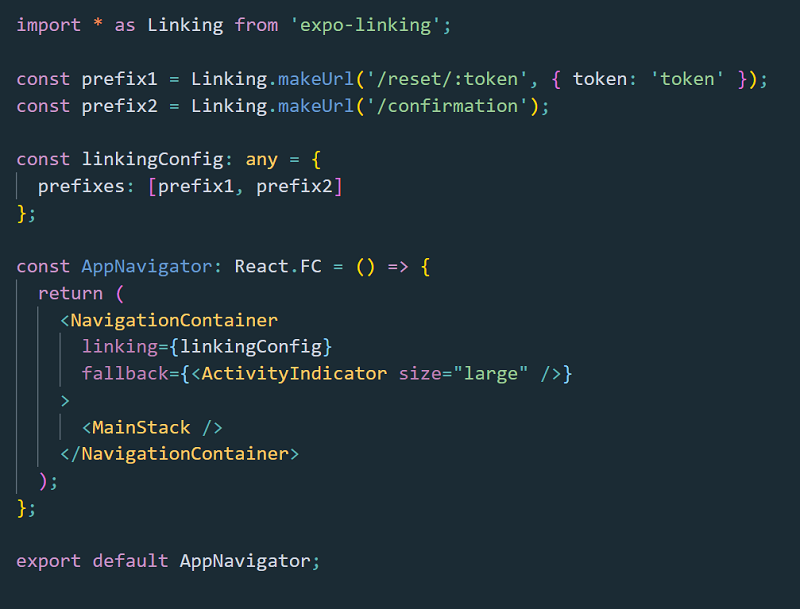 import * as Linking from 'expo-linking';
const prefix1 = Linking.makeUrl('/reset/:token', { token: 'token' });
const prefix2 = Linking.makeUrl('/confirmation');
const linkingConfig: any = {
prefixes: [prefix1, prefix2]
};
const AppNavigator: React.FC = () => {
return (
<NavigationContainer
linking={linkingConfig}
fallback={<ActivityIndicator size="large" />}
>
<MainStack />
</NavigationContainer>
);
};
export default AppNavigator;